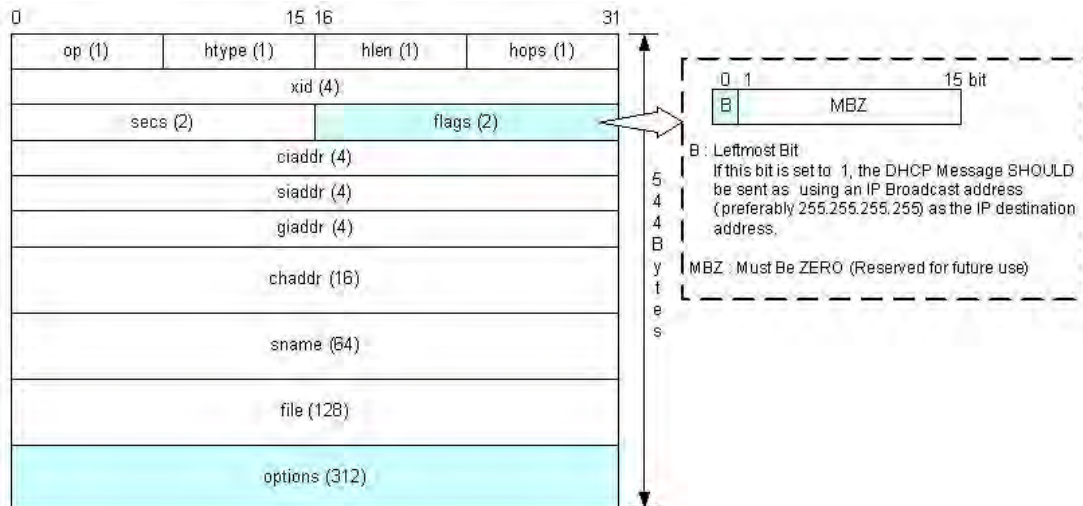 0 15 16 31
op (1) htype (1) hlen (1) hops (1)
xid (4)
secs (2) flags (2)
ciaddr (4)
siaddr (4)
giaddr (4)
chaddr (16)
sname (64)
file (128)
options (312)
544Bytes
0 1 15 bit
B MBZ
B : Leftmost Bit
If this bit is set to 1, the DHCP Message SHOULD
be sent as using an IP Broadcast address
(preferably 255.255.255.255) as the IP destination
address.
MBZ : Must Be ZERO (Reserved for future use)